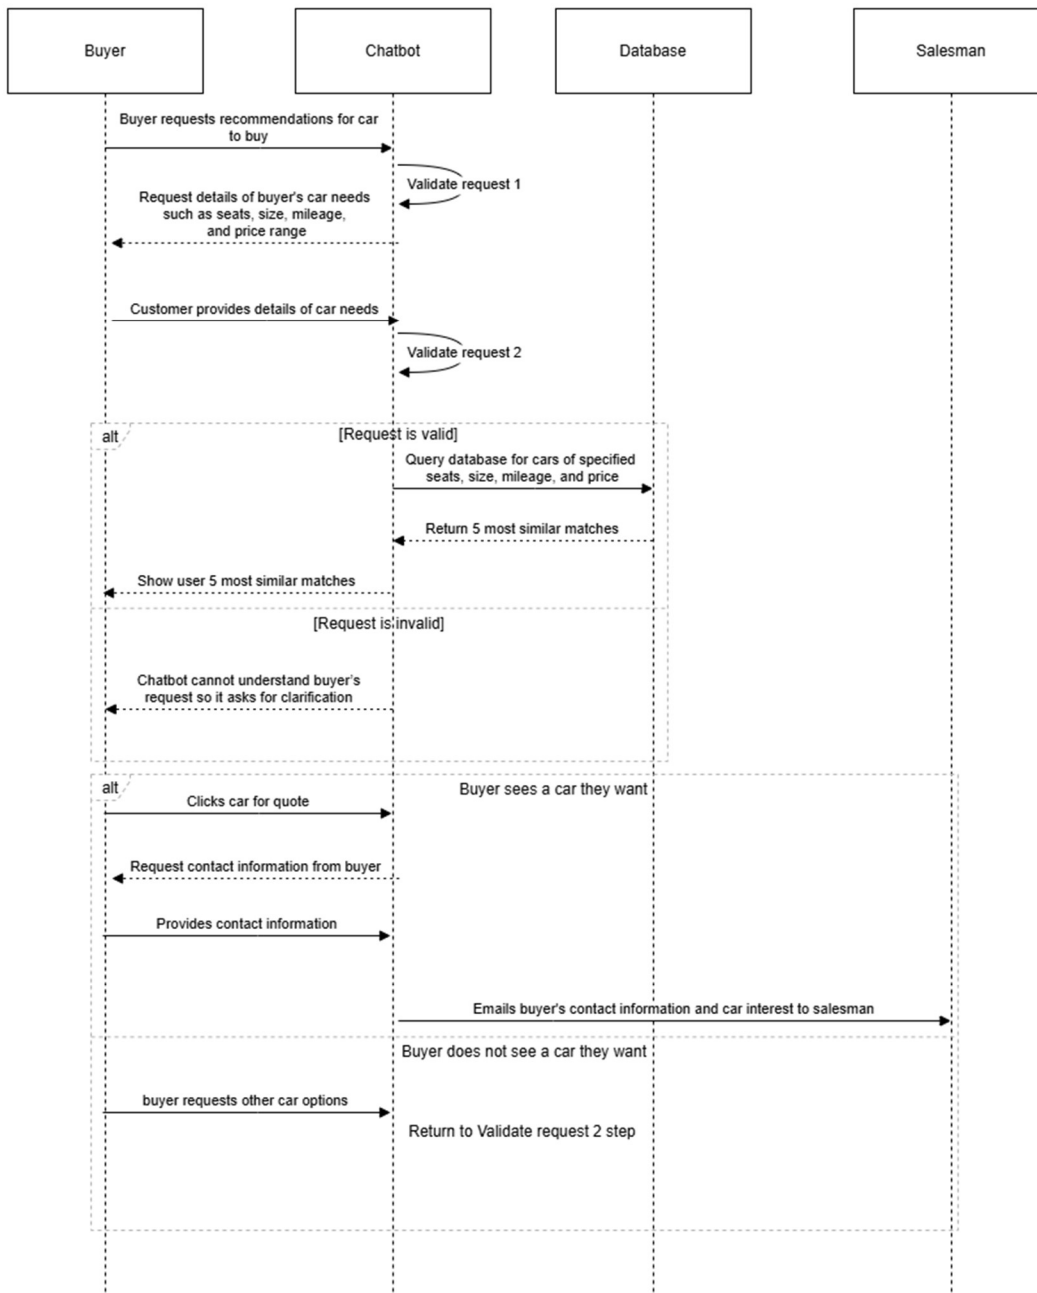 Buyer
Chatbot
Database
Salesman
Buyer requests recommendations for car
to buy
Validate request 1
Request details of buyer's car needs
such as seats, size, mileage,
and price range
Customer provides details of car needs
Validate request 2
alt
[Request is valid]
Query database for cars of specified
seats, size, mileage, and price
Return 5 most similar matches
Show user 5 most similar matches
[Request is invalid]
Chatbot cannot understand buyer's
request so it asks for clarification
alt
Buyer sees a car they want
Clicks car for quote
Request contact information from buyer
Provides contact information
Emails buyer's contact information and car interest to salesman
Buyer does not see a car they want
buyer requests other car options
Return to Validate request 2 step